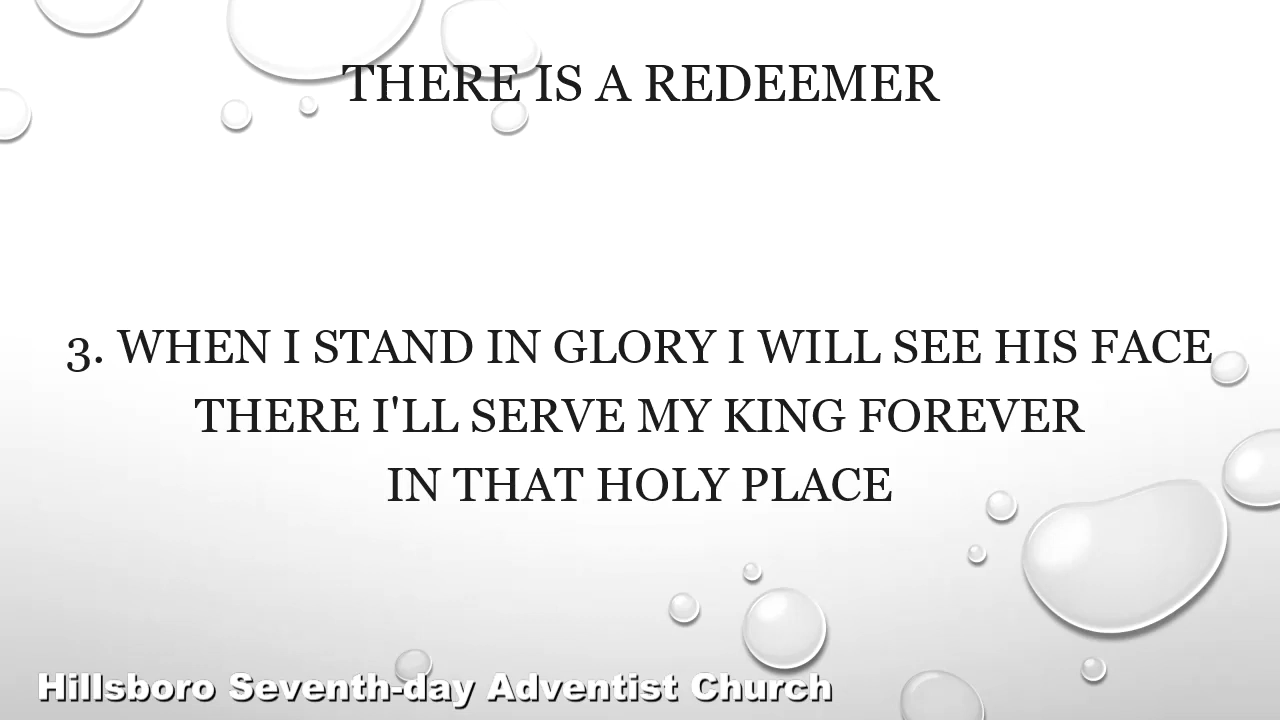 THERE IS A REDEEMER
3. WHEN I STAND IN GLORY I WILL SEE HIS FACE
THERE I'LL SERVE MY KING FOREVER
IN THAT HOLY PLACE
Hillsboro Seventh-day Adventist Church